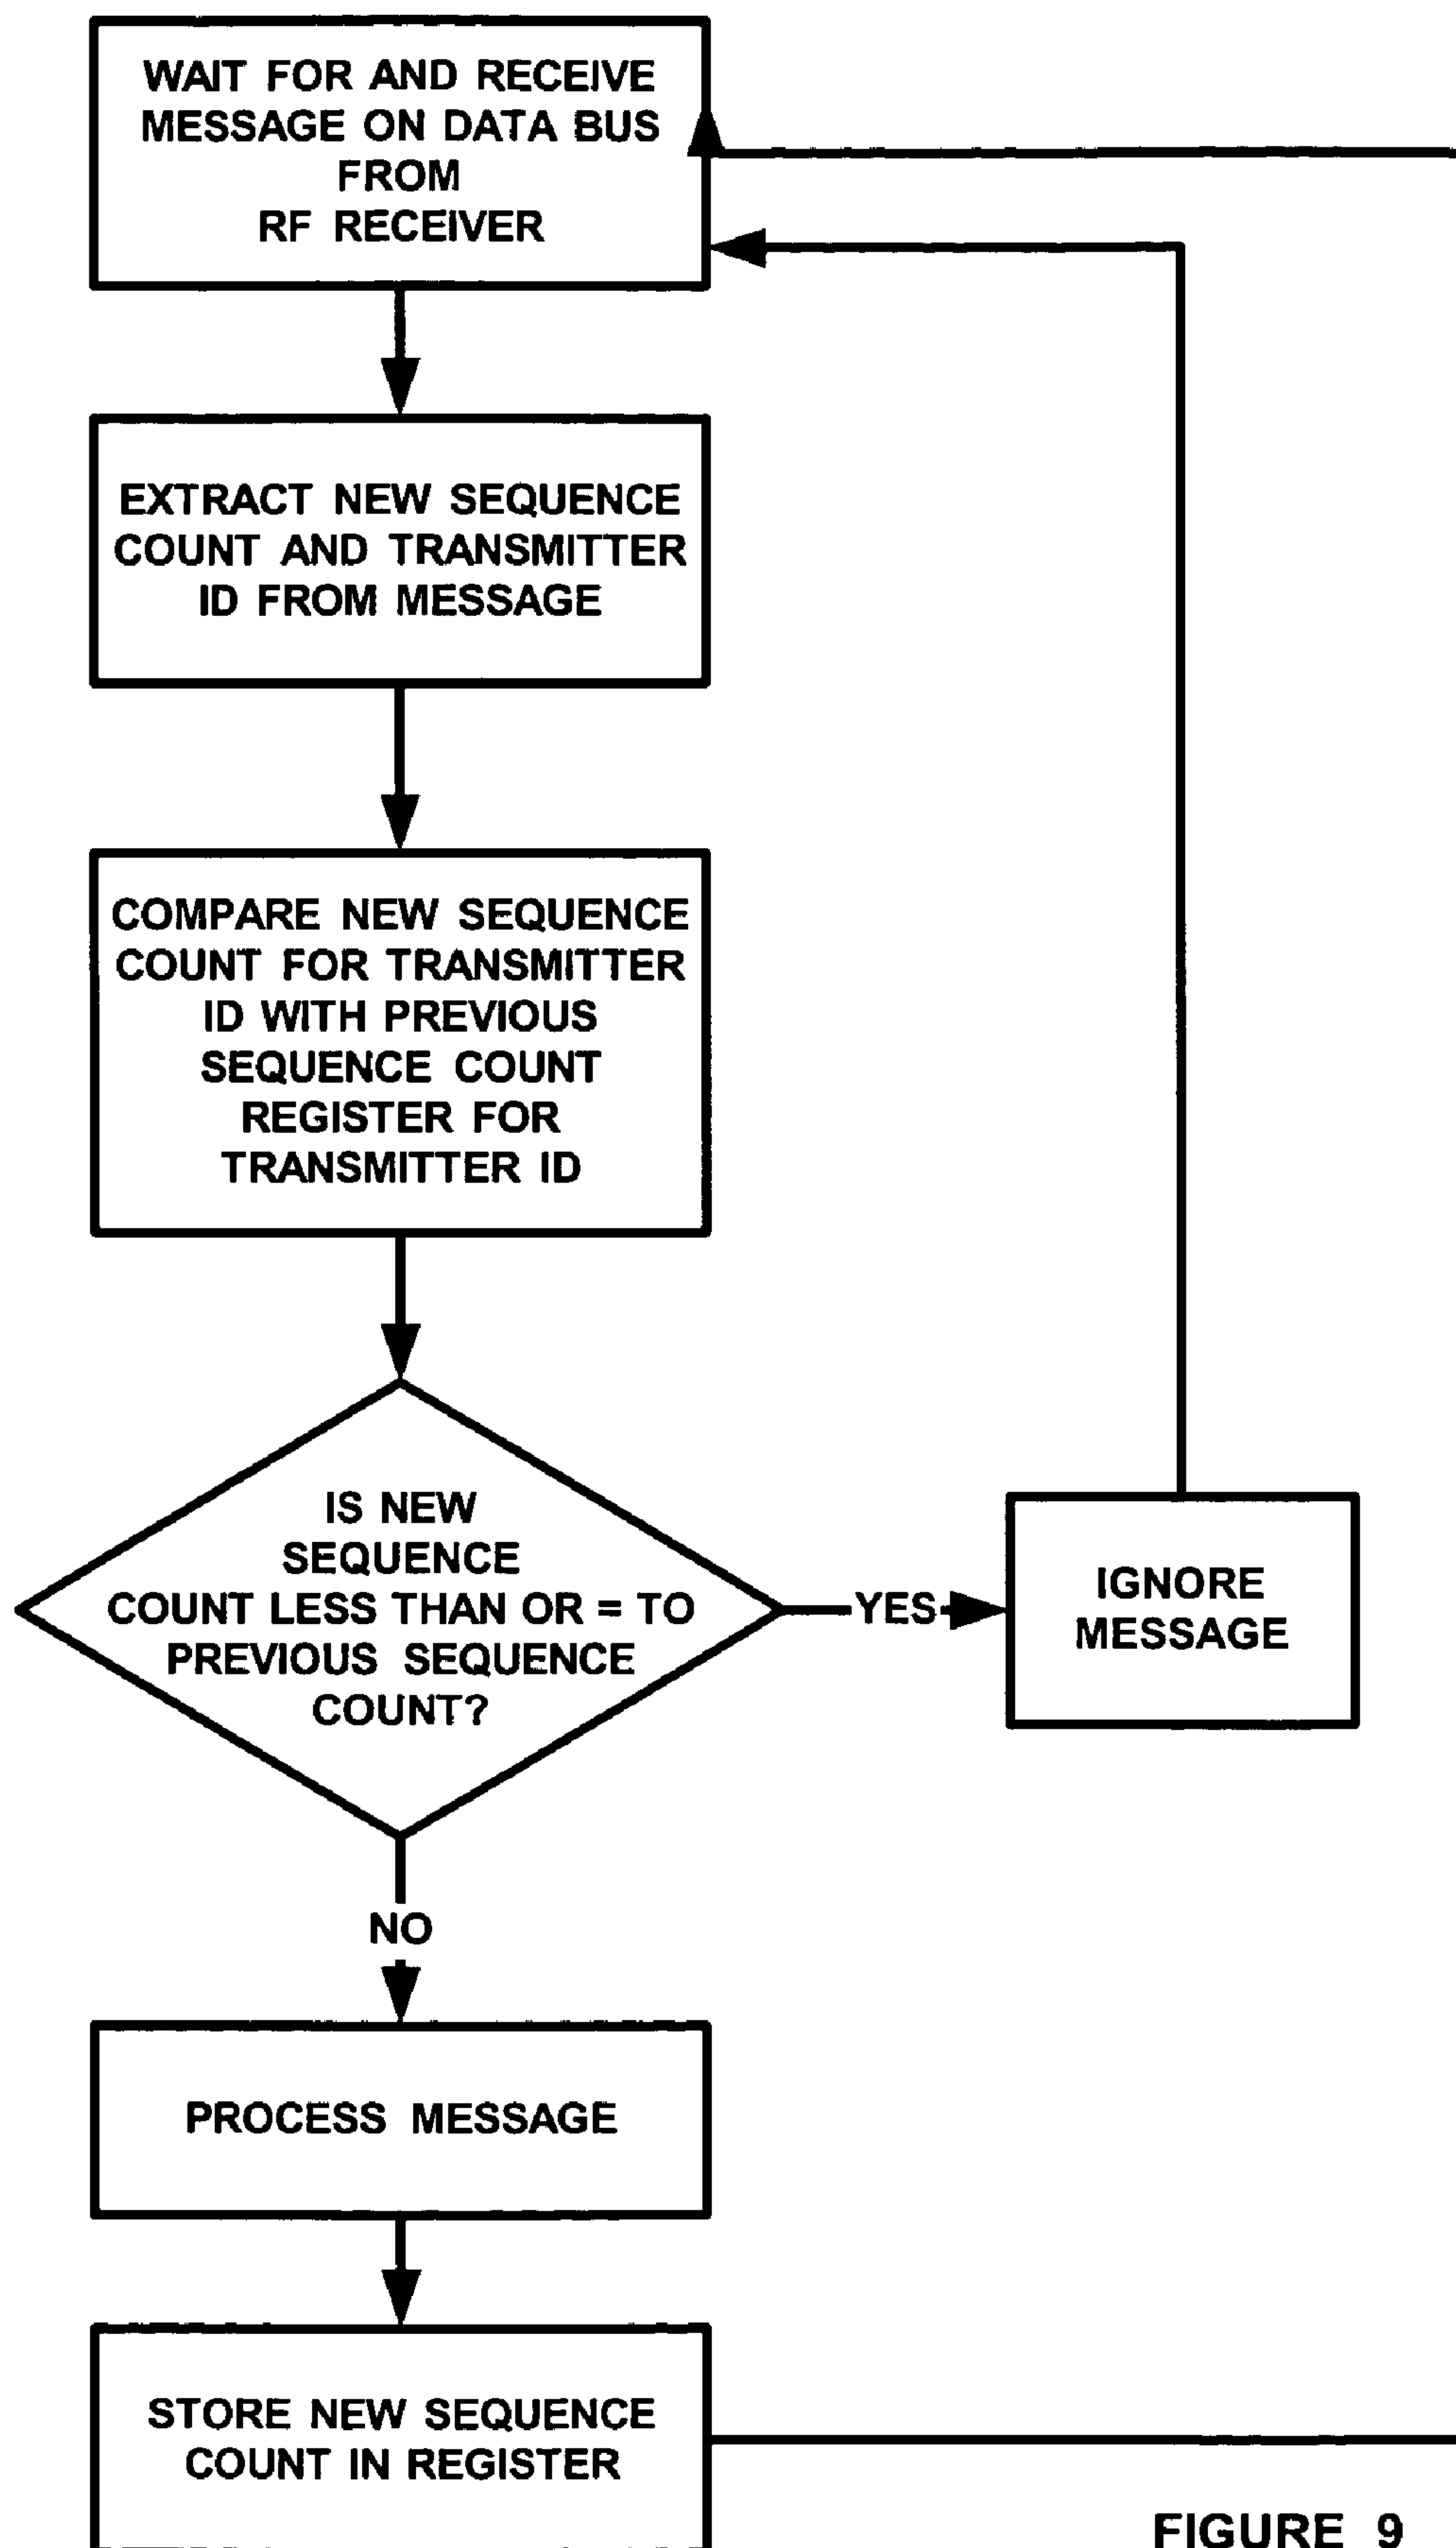 WAIT FOR AND RECEIVE
MESSAGE ON DATA BUS
FROM
RF RECEIVER
EXTRACT NEW SEQUENCE
COUNT AND TRANSMITTER
ID FROM MESSAGE
COMPARE NEW SEQUENCE
COUNT FOR TRANSMITTER
ID WITH PREVIOUS
SEQUENCE COUNT
REGISTER FOR
TRANSMITTER ID
IS NEW
SEQUENCE
COUNT LESS THAN OR = TO
PREVIOUS SEQUENCE
COUNT?
YES
IGNORE
MESSAGE
NO
PROCESS MESSAGE
STORE NEW SEQUENCE
COUNT IN REGISTER
FIGURE 9